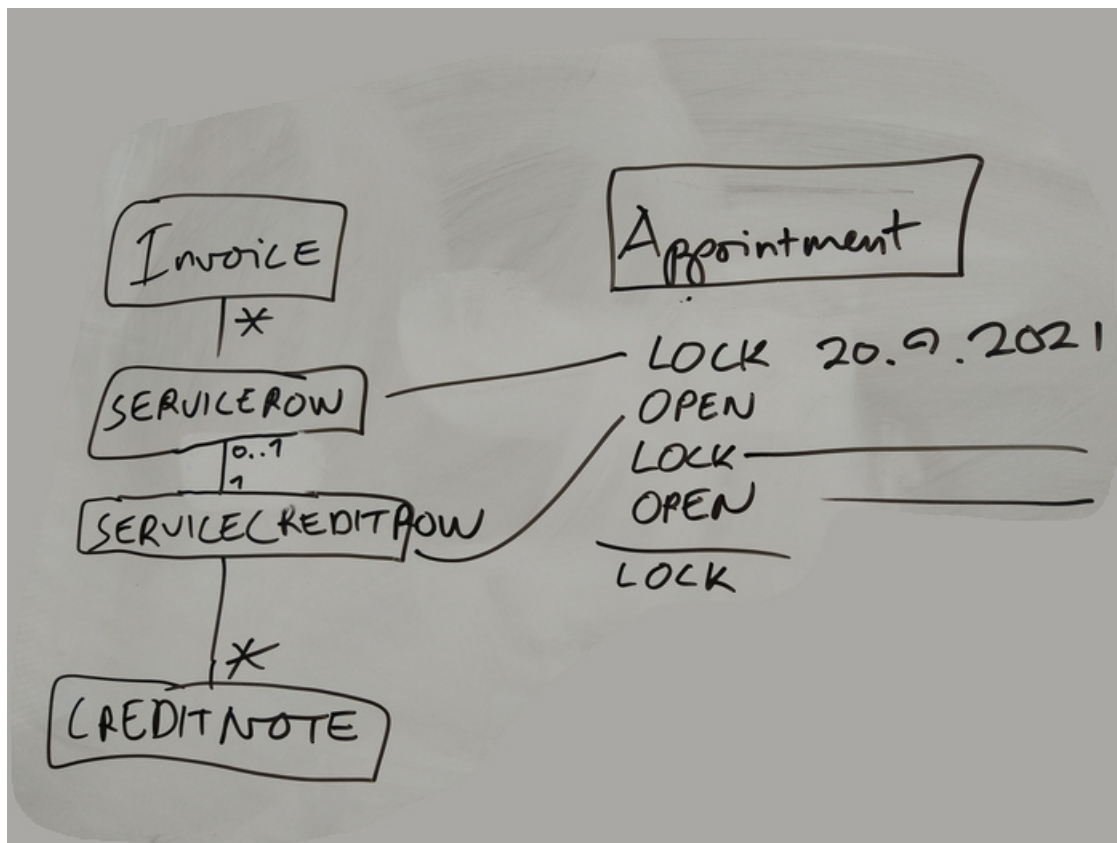 Invoice
*
SERVICEROW
0..1
1
SERVICECREDITROW
*
CREDITNOTE
Appointment
LOCK 20.9.2021
OPEN
LOCK
OPEN
LOCK